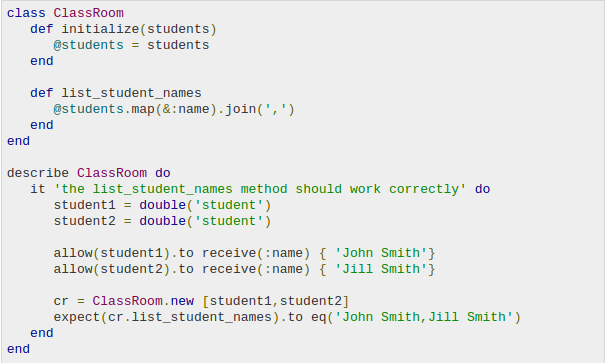 class ClassRoom
   def initialize(students)
      @students = students
   end

   def list_student_names
      @students.map(&:name).join(',')
   end
end

describe ClassRoom do
   it 'the list_student_names method should work correctly' do
      student1 = double('student')
      student2 = double('student')

      allow(student1).to receive(:name) { 'John Smith'}
      allow(student2).to receive(:name) { 'Jill Smith'}

      cr = ClassRoom.new [student1,student2]
      expect(cr.list_student_names).to eq('John Smith,Jill Smith')
   end
end